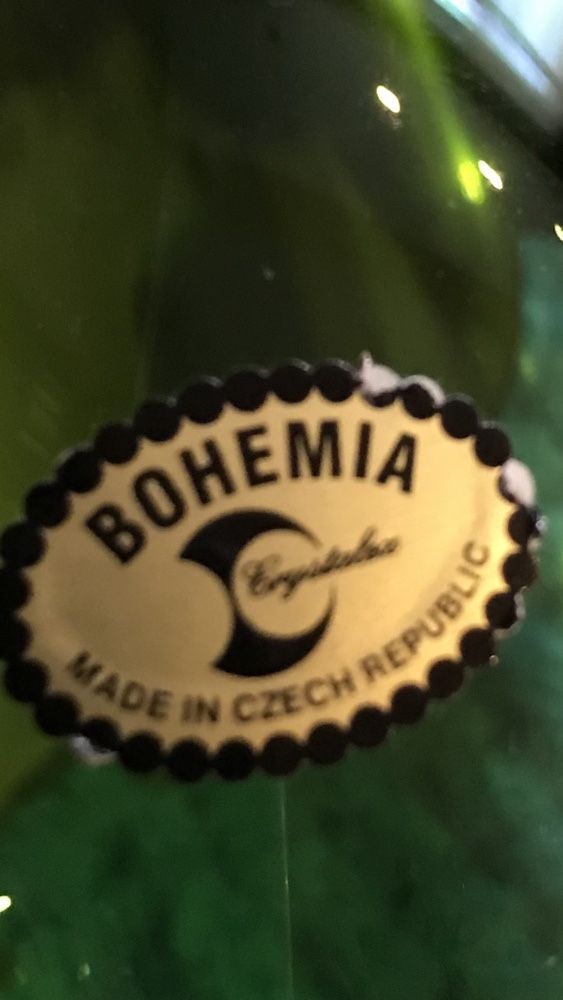 BOHEMIA
Crystalex
MADE IN CZECH REPUBLIC